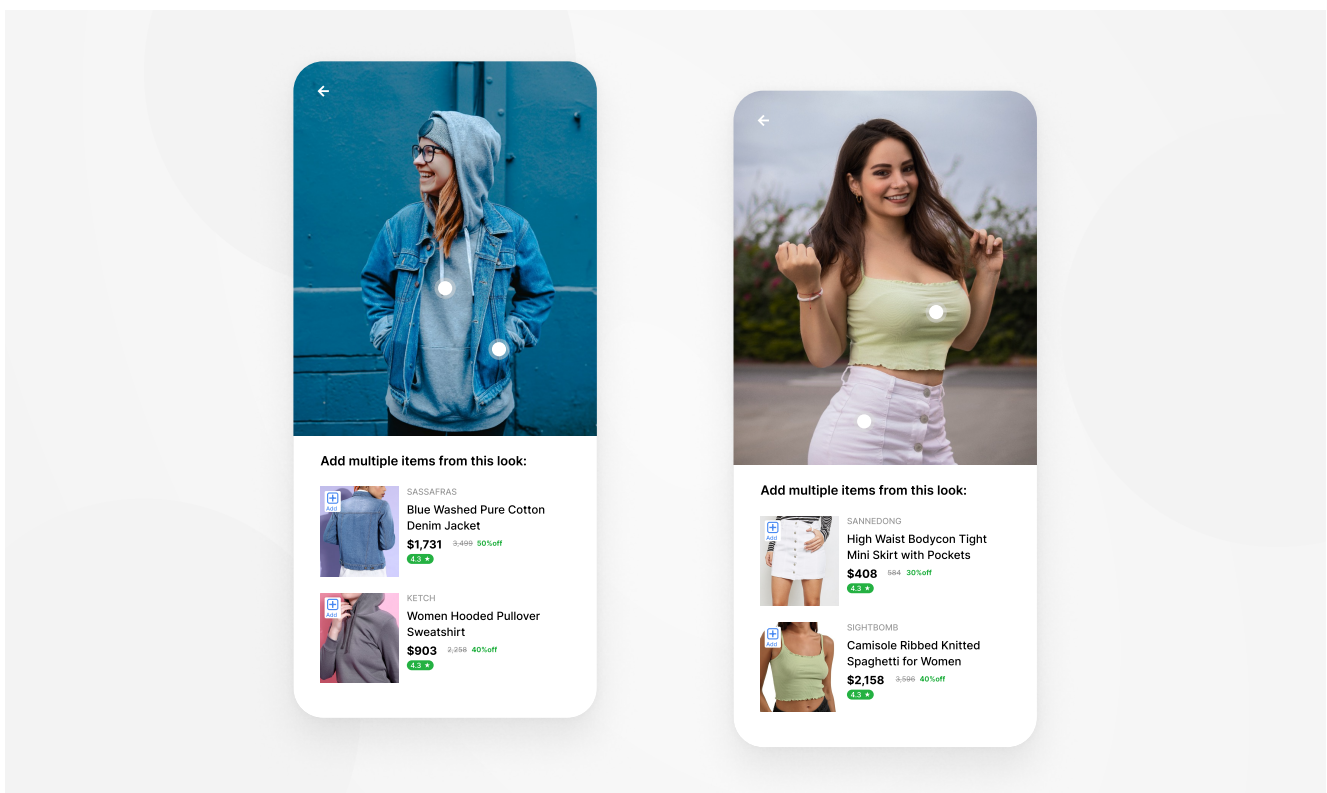 Add multiple items from this look:
Add
SASSAFRAS
Blue Washed Pure Cotton
Denim Jacket
$1,731 3,499 50%off
4.3 ★
Add
KETCH
Women Hooded Pullover
Sweatshirt
$903 2,258 40%off
4.3 ★
Add multiple items from this look:
Add
SANNEDONG
High Waist Bodycon Tight
Mini Skirt with Pockets
$408 584 30%off
4.3 ★
Add
SIGHTBOMB
Camisole Ribbed Knitted
Spaghetti for Women
$2,158 3,596 40%off
4.3 ★